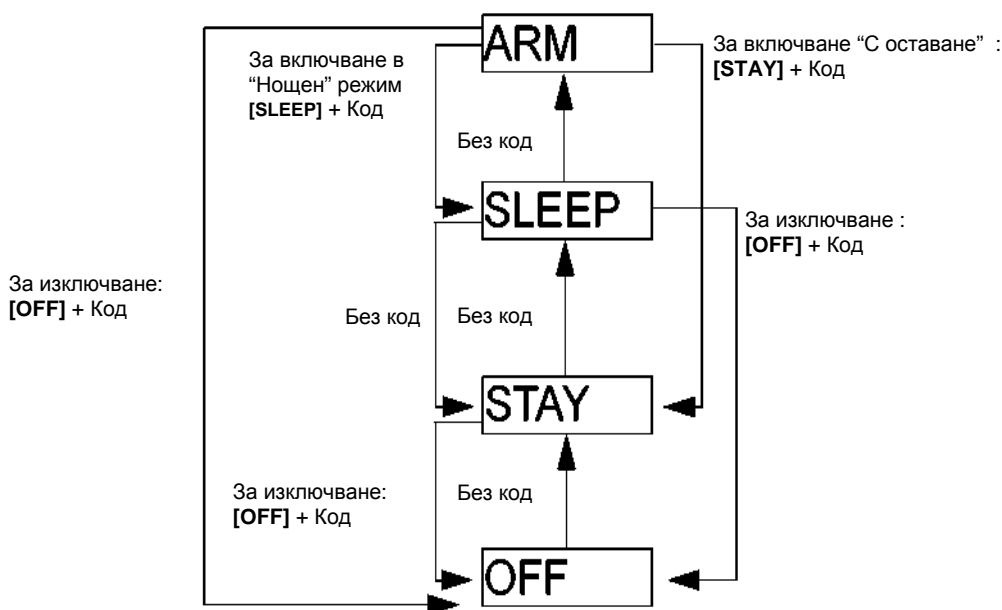 ARM
За включване в
“Нощен” режим
[SLEEP] + Код
За включване “С оставане” :
[STAY] + Код
Без код
SLEEP
За изключване :
[OFF] + Код
За изключване:
[OFF] + Код
Без код
Без код
STAY
За изключване:
[OFF] + Код
Без код
OFF